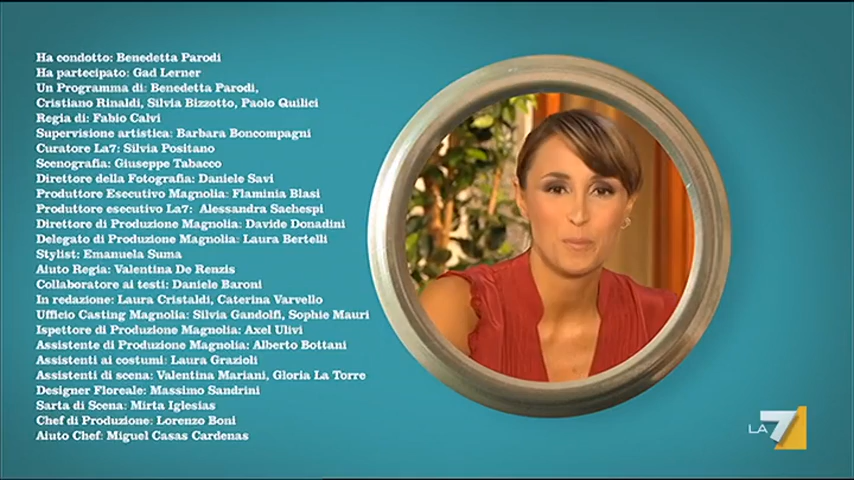 Ha condotto: Benedetta Parodi
Ha partecipato: Gad Lerner
Un Programma di: Benedetta Parodi,
Cristiano Rinaldi, Silvia Bizzotto, Paolo Quilici
Regia di: Fabio Calvi
Supervisione artistica: Barbara Boncompagni
Curatore La7: Silvia Positano
Scenografia: Giuseppe Tabacco
Direttore della Fotografia: Daniele Savi
Produttore Esecutivo Magnolia: Flaminia Blasi
Produttore esecutivo La7: Alessandra Sachespi
Direttore di Produzione Magnolia: Davide Donadini
Delegato di Produzione Magnolia: Laura Bertelli
Stylist: Emanuela Suma
Aiuto Regia: Valentina De Renzis
Collaboratore ai testi: Daniele Baroni
In redazione: Laura Cristaldi, Caterina Varvello
Ufficio Casting Magnolia: Silvia Gandolfi, Sophie Mauri
Ispettore di Produzione Magnolia: Axel Ulivi
Assistente di Produzione Magnolia: Alberto Bottani
Assistenti ai costumi: Laura Grazioli
Assistenti di scena: Valentina Mariani, Gloria La Torre
Designer Floreale: Massimo Sandrini
Sarta di Scena: Mirta Iglesias
Chef di Produzione: Lorenzo Boni
Aiuto Chef: Miguel Casas Cardenas
LA7